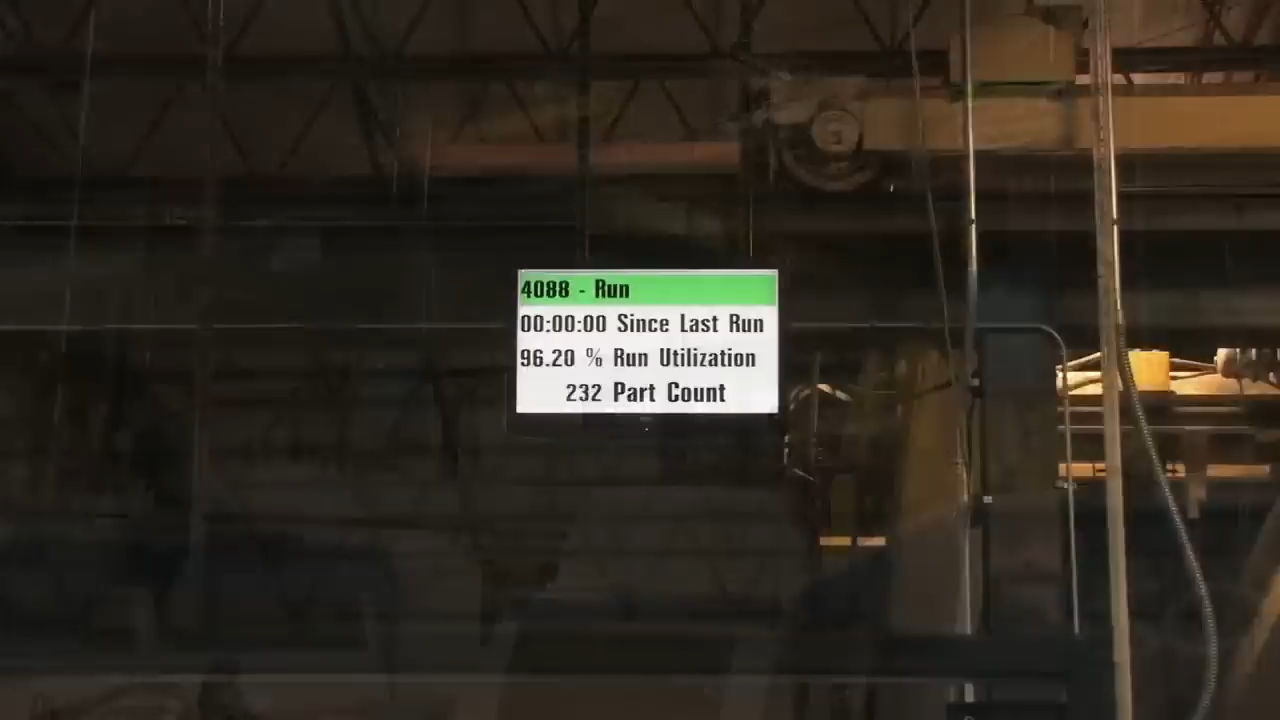 4088 - Run
00:00:00 Since Last Run
96.20 % Run Utilization
232 Part Count